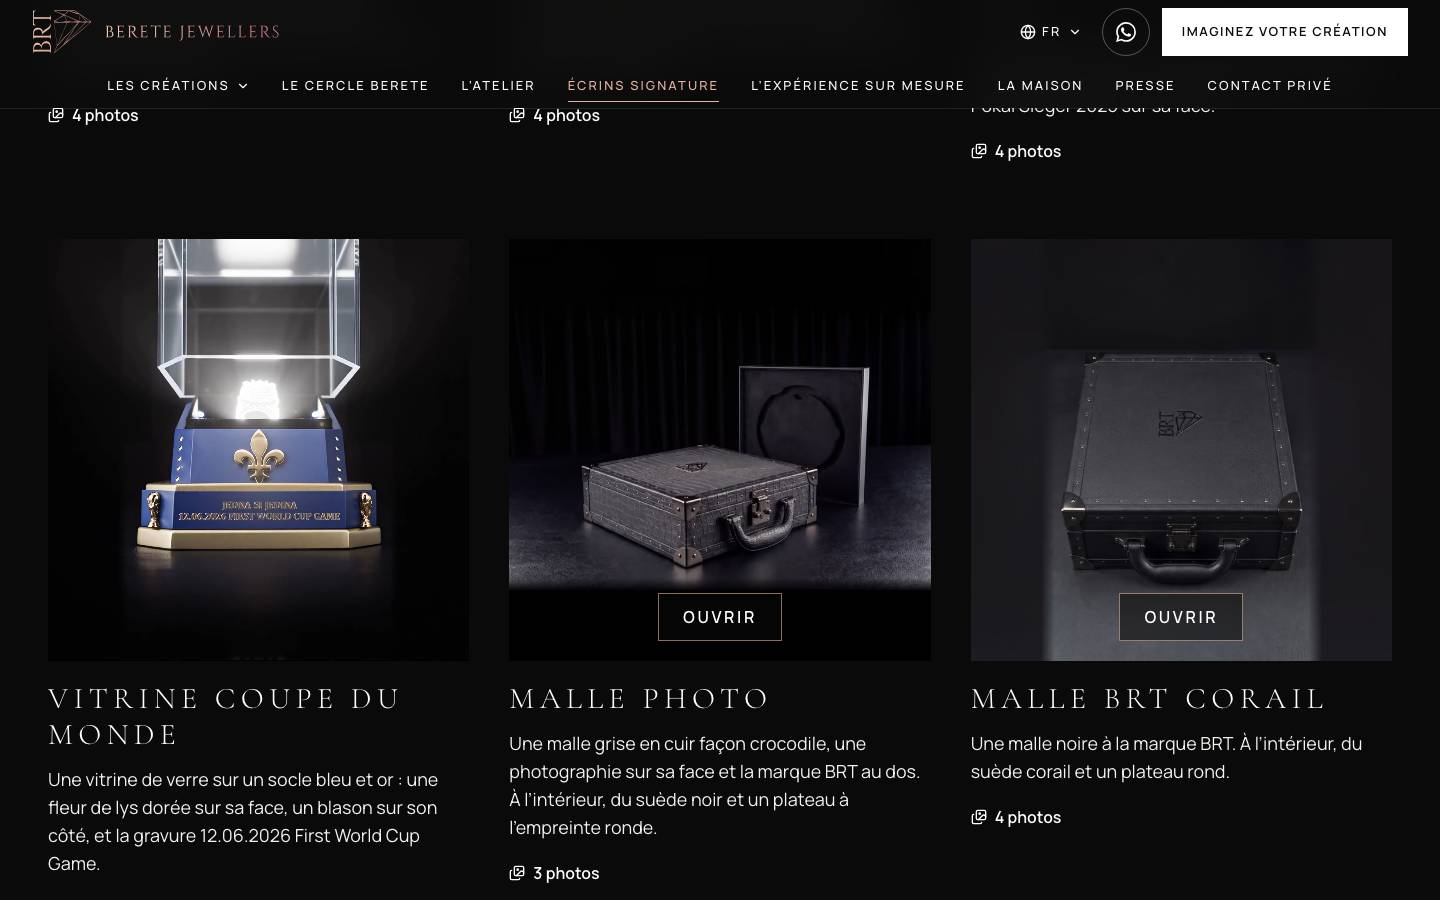 BRT
BERETE JEWELLERS
FR
IMAGINEZ VOTRE CRÉATION
LES CRÉATIONS
LE CERCLE BERETE
L'ATELIER
ÉCRINS SIGNATURE
L'EXPÉRIENCE SUR MESURE
LA MAISON
PRESSE
CONTACT PRIVÉ
4 photos
4 photos
Pokal Sieger 2025 sur sa face.
4 photos
JEDNA SI JEDINA
12.06.2026 FIRST WORLD CUP GAME
OUVRIR
BRT
OUVRIR
VITRINE COUPE DU
MONDE
Une vitrine de verre sur un socle bleu et or : une
fleur de lys dorée sur sa face, un blason sur son
côté, et la gravure 12.06.2026 First World Cup
Game.
MALLE PHOTO
Une malle grise en cuir façon crocodile, une
photographie sur sa face et la marque BRT au dos.
À l'intérieur, du suède noir et un plateau à
l'empreinte ronde.
3 photos
MALLE BRT CORAIL
Une malle noire à la marque BRT. À l'intérieur, du
suède corail et un plateau rond.
4 photos